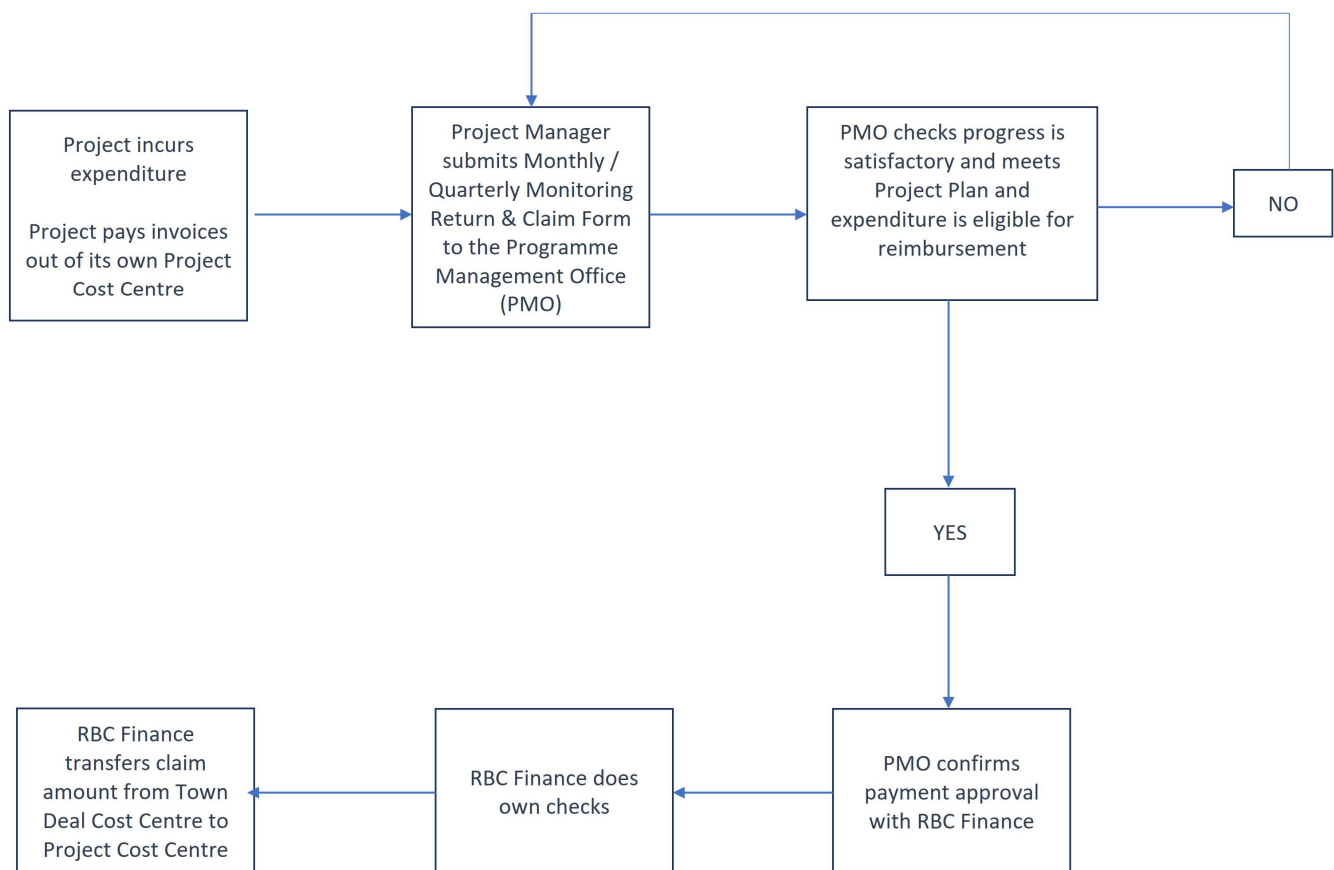 Project incurs
expenditure
Project pays invoices
out of its own Project
Cost Centre
Project Manager
submits Monthly /
Quarterly Monitoring
Return & Claim Form
to the Programme
Management Office
(PMO)
PMO checks progress is
satisfactory and meets
Project Plan and
expenditure is eligible for
reimbursement
NO
YES
PMO confirms
payment approval
with RBC Finance
RBC Finance does
own checks
RBC Finance
transfers claim
amount from Town
Deal Cost Centre to
Project Cost Centre